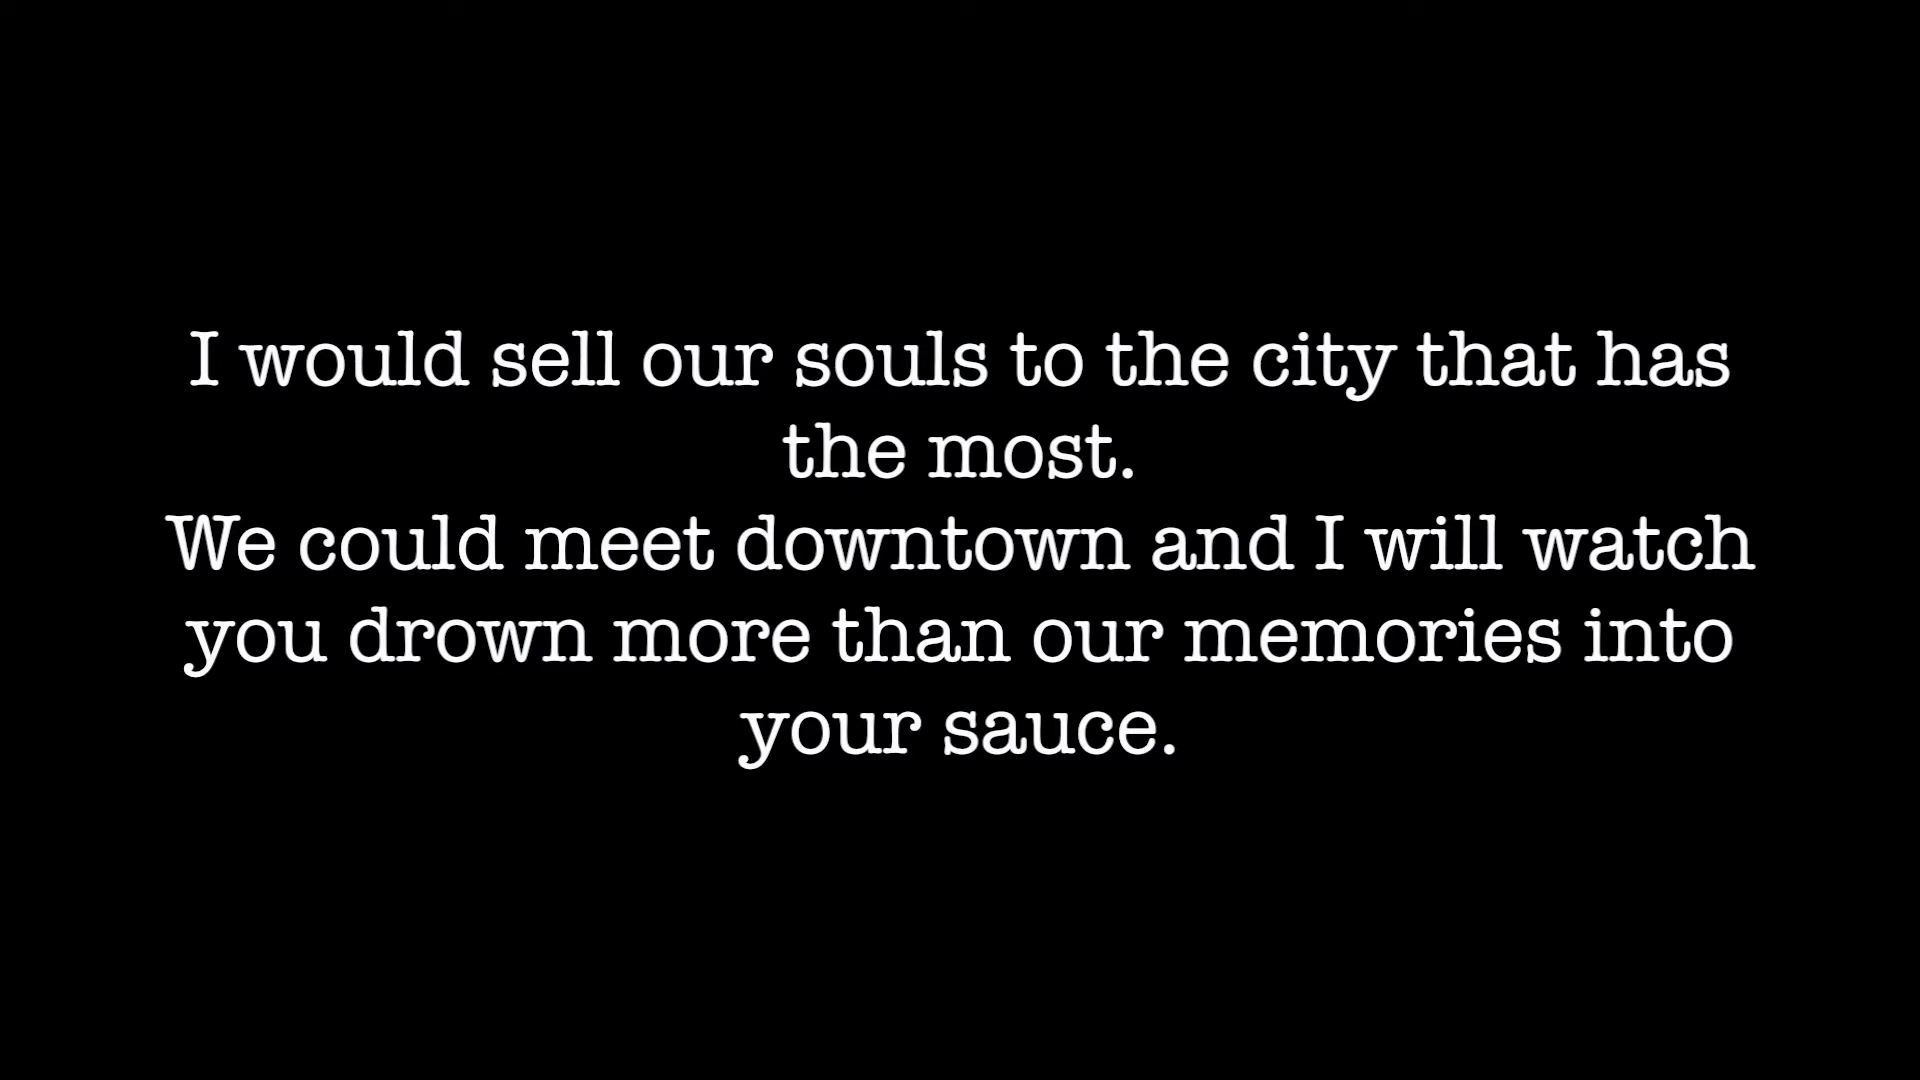 I would sell our souls to the city that has
the most.
We could meet downtown and I will watch
you drown more than our memories into
your sauce.